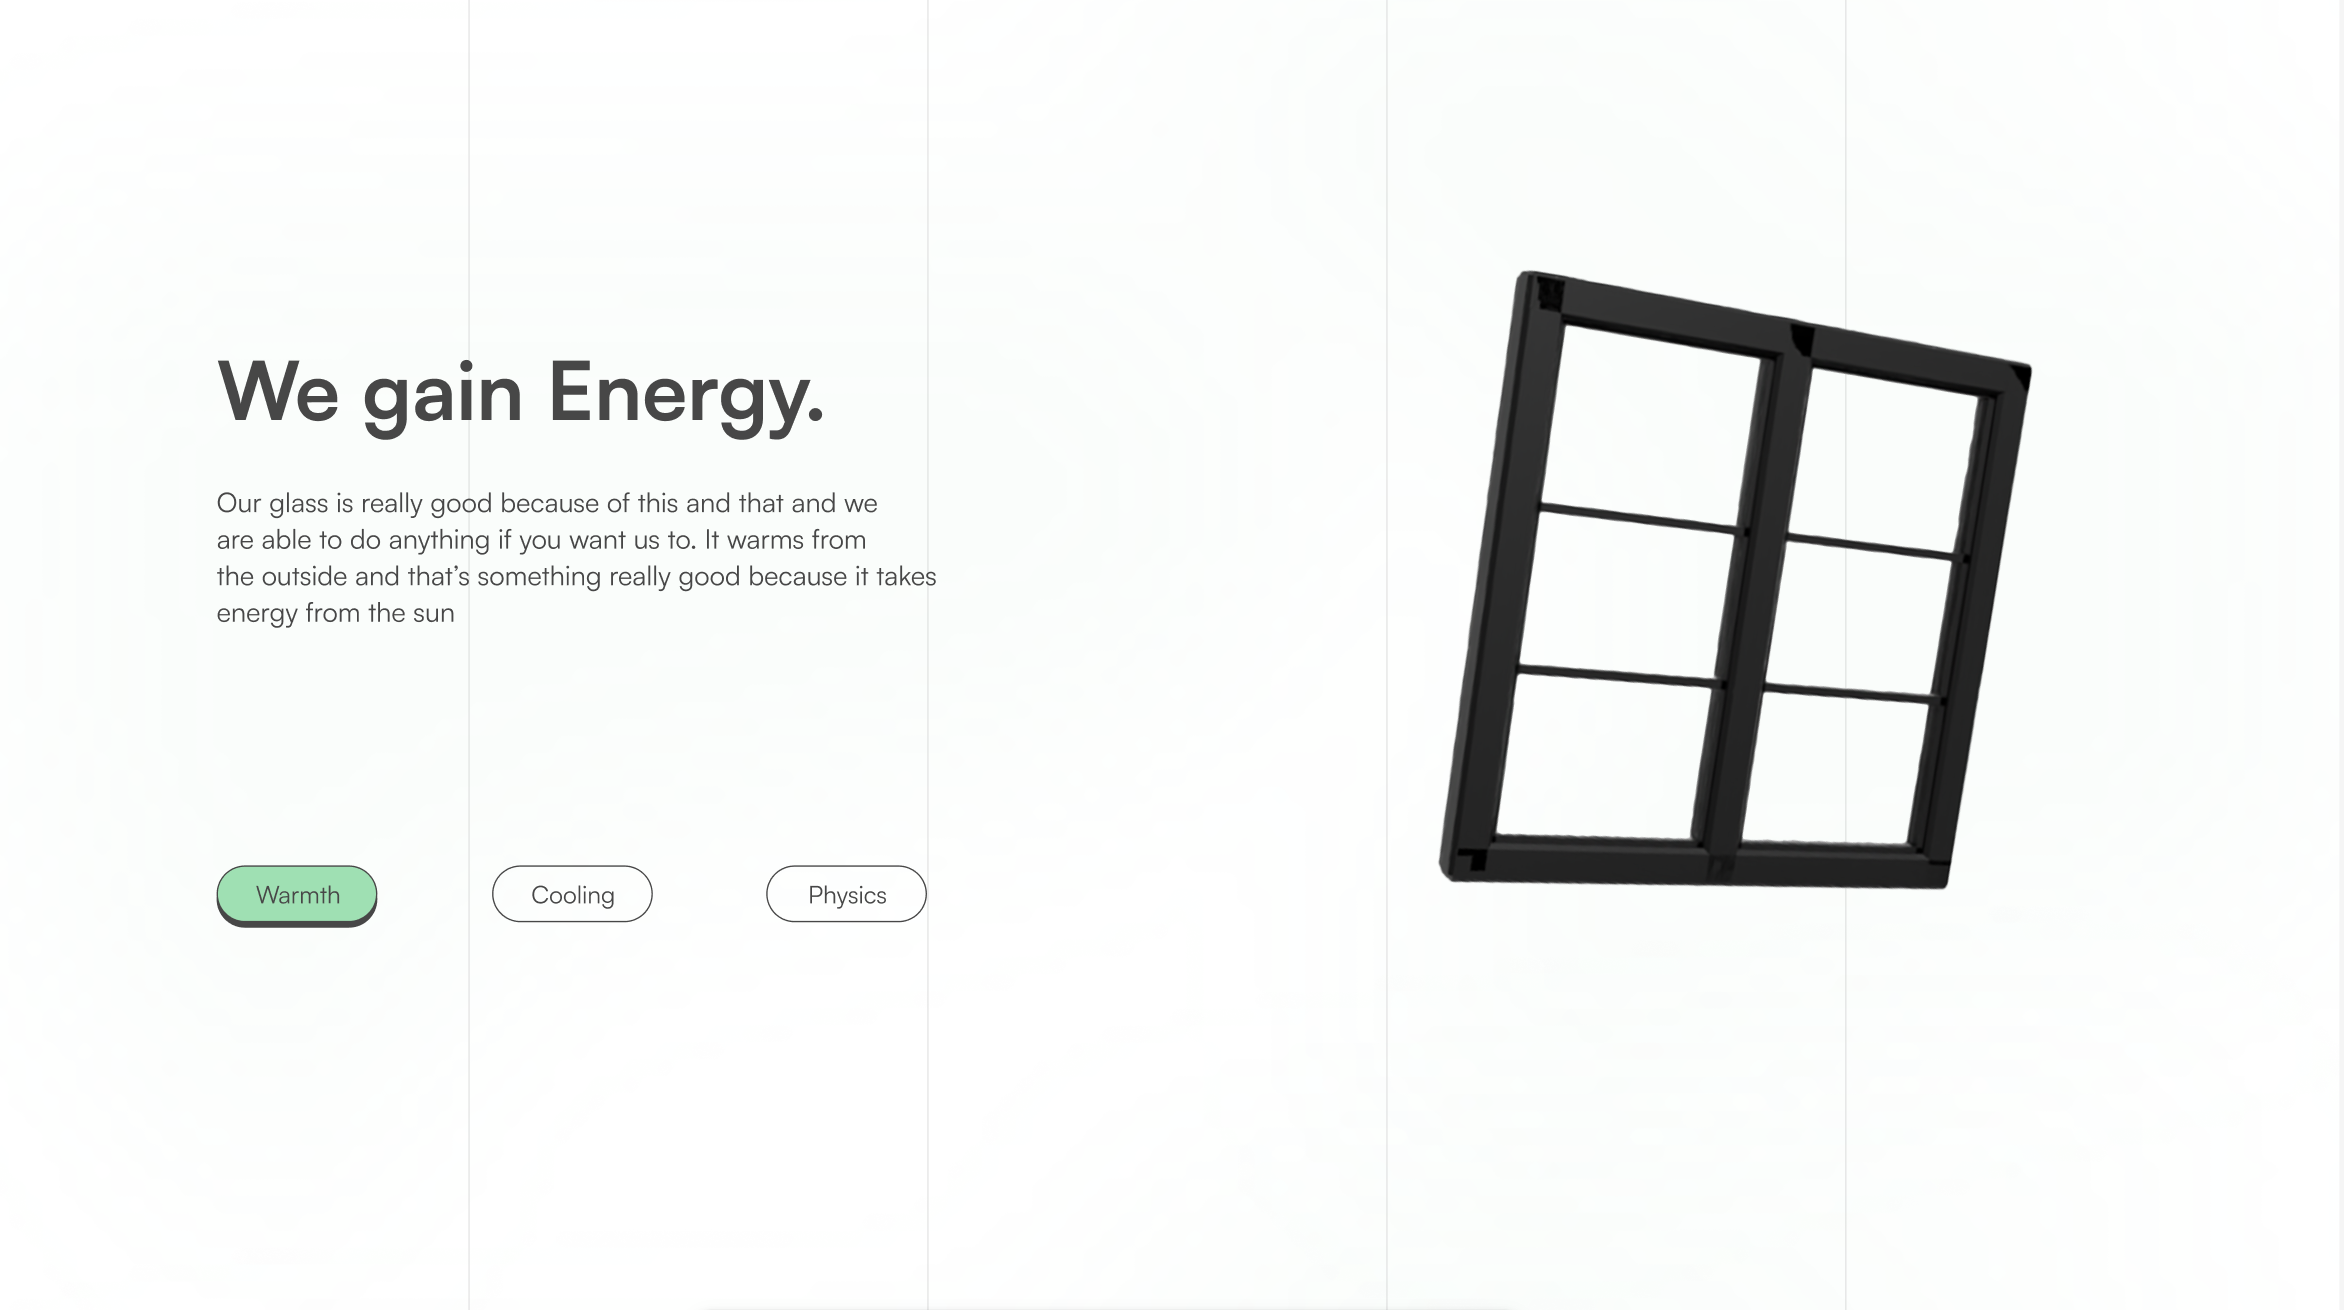 We gain Energy.
Our glass is really good because of this and that and we
are able to do anything if you want us to. It warms from
the outside and that’s something really good because it takes
energy from the sun
Warmth
Cooling
Physics